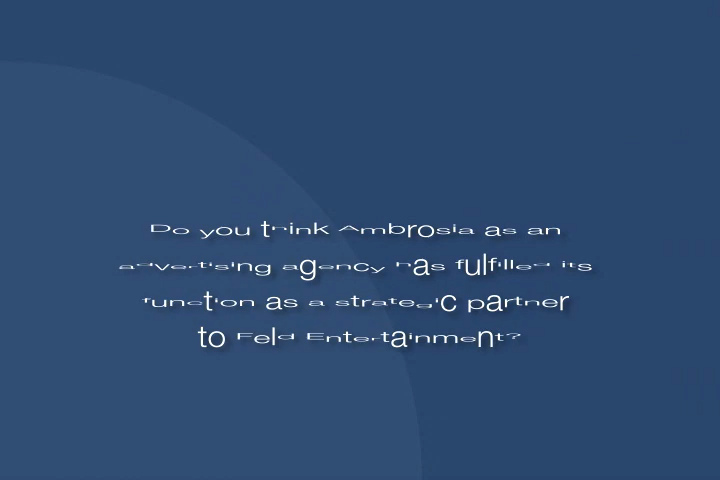 Do you think Ambrosia as an
advertising agency has fulfilled its
function as a strategic partner
to Feld Entertainment?